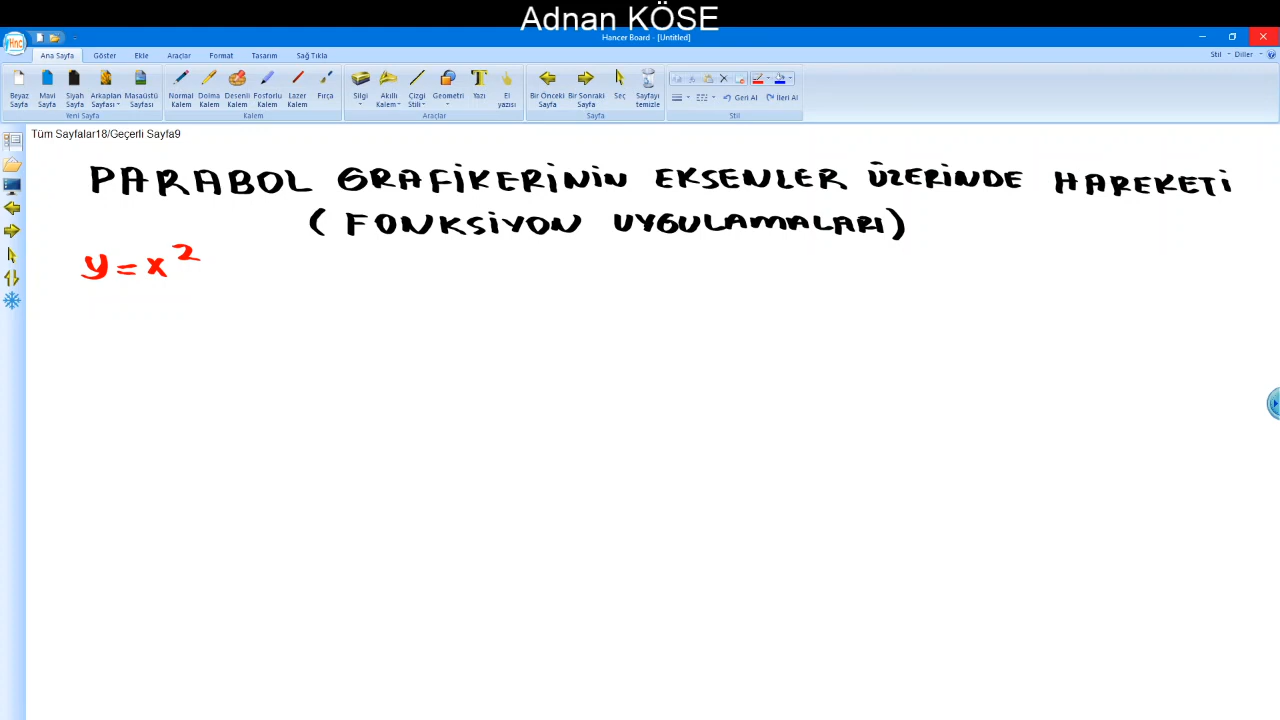 Adnan KÖSE
Hancer Board - [Untitled]
Ana Sayfa Göster Ekle Araçlar Format Tasarım Sağ Tıkla Stil Diller
Beyaz Sayfa Mavi Sayfa Siyah Sayfa Arkaplan Sayfası Masaüstü Sayfası Normal Kalem Dolma Kalem Desenli Kalem Fosforlu Kalem Lazer Kalem Fırça Silgi Akıllı Kalem Çizgi Stili Geometri Yazı El yazısı Bir Önceki Sayfa Bir Sonraki Sayfa Seç Sayfayı temizle Geri Al İleri Al
Yeni Sayfa Kalem Araçlar Sayfa Stil
Tüm Sayfalar18/Geçerli Sayfa9
PARABOL GRAFİKERİNİN EKSENLER ÜZERİNDE HAREKETİ
(FONKSİYON UYGULAMALARI)
y = x²